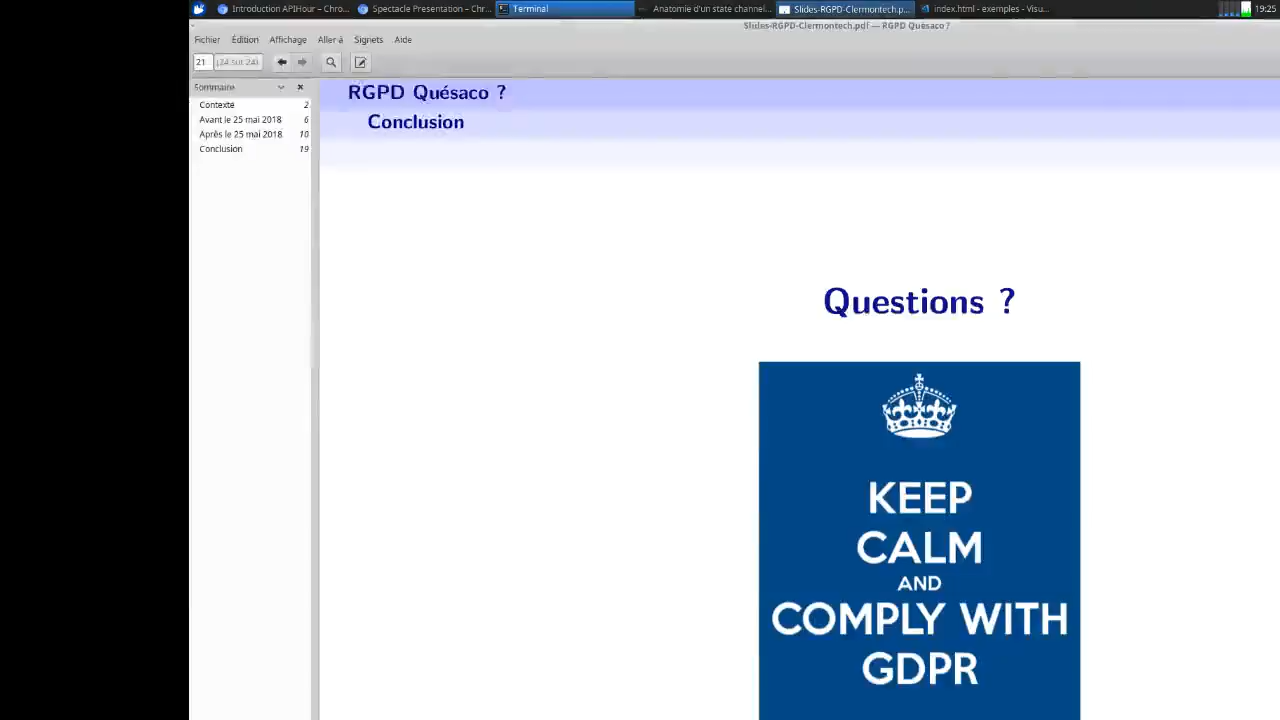 Introduction APIHour – Chro...
Spectacle Presentation – Chr...
Terminal
Anatomie d'un state channel...
Slides-RGPD-Clermontech.p...
index.html - exemples - Visu...
19:25
Slides-RGPD-Clermontech.pdf — RGPD Quésaco ?
Fichier Édition Affichage Aller à Signets Aide
21 (24 sur 24)
Sommaire
Contexte 2
Avant le 25 mai 2018 6
Après le 25 mai 2018 10
Conclusion 19
RGPD Quésaco ?
Conclusion
Questions ?
KEEP
CALM
AND
COMPLY WITH
GDPR